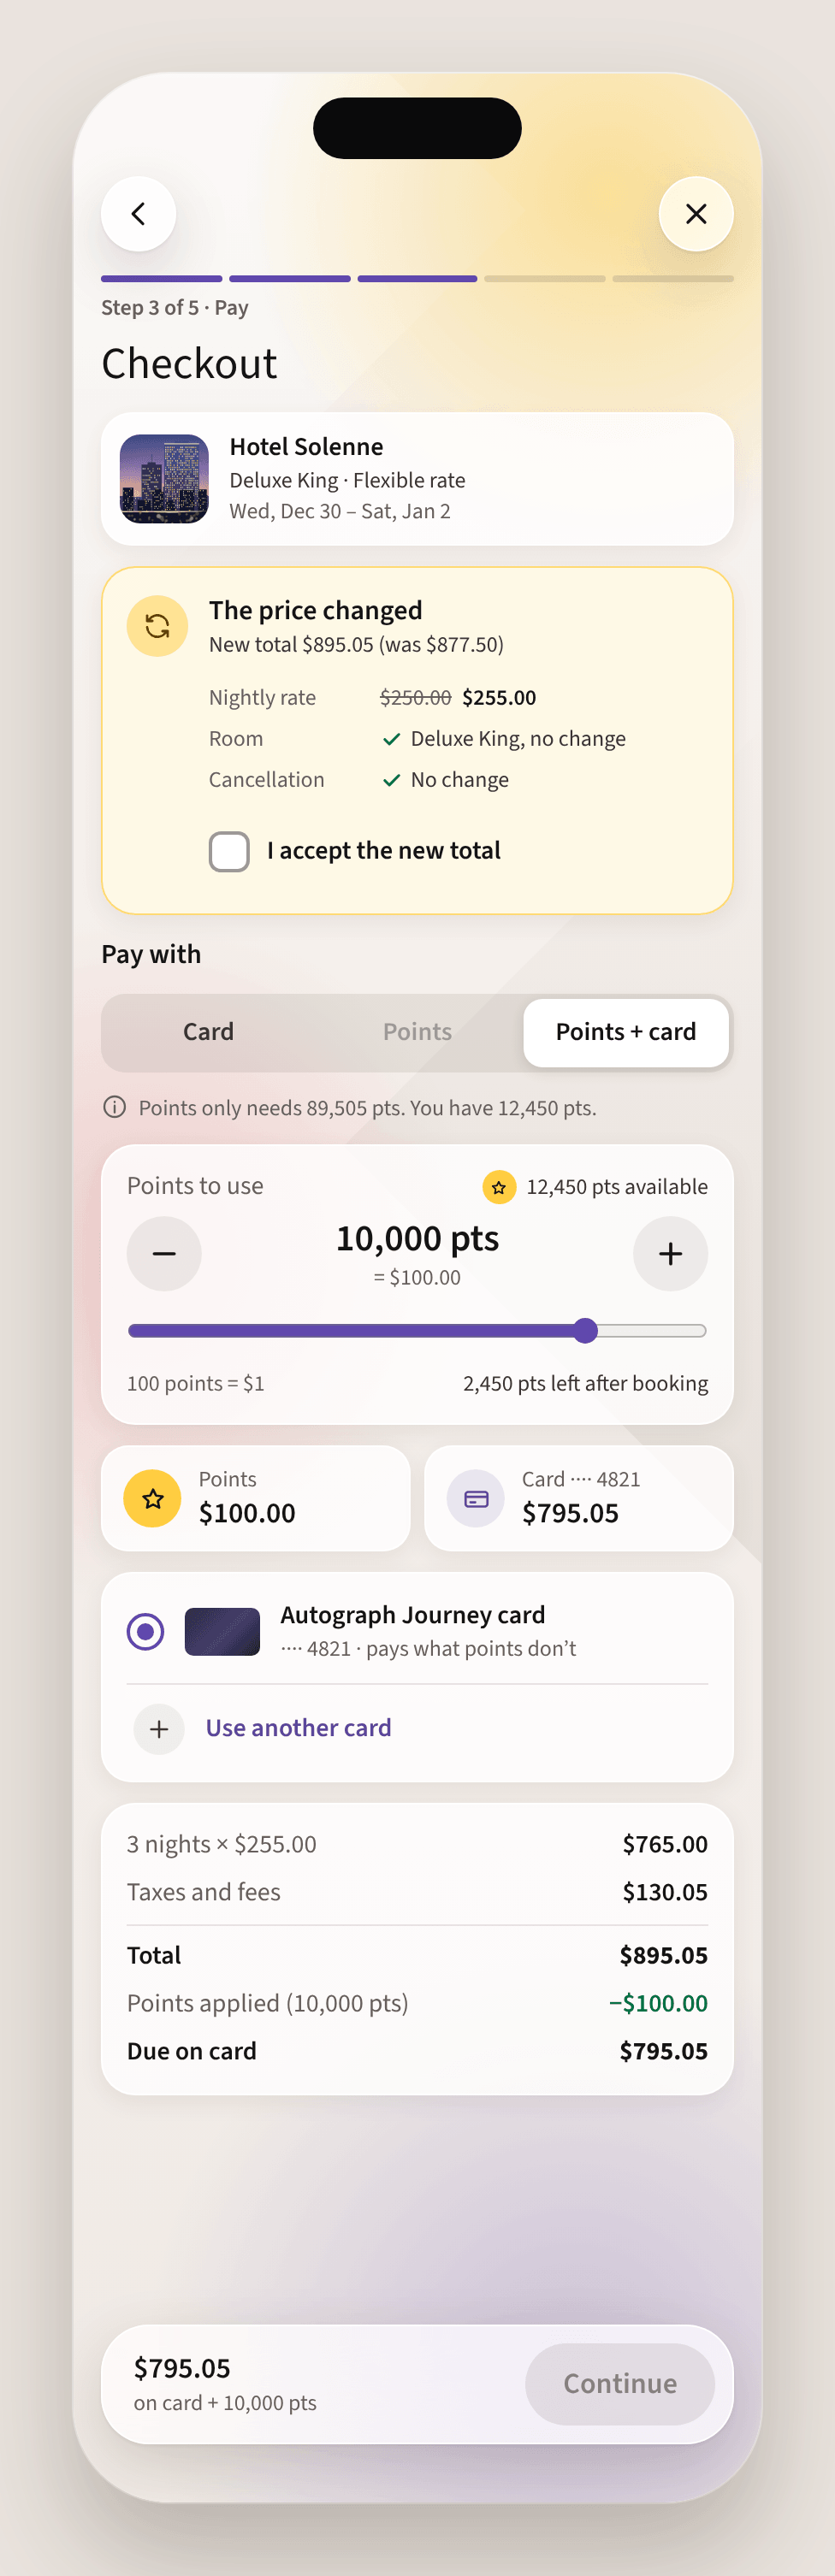 Step 3 of 5 · Pay
Checkout
Hotel Solenne
Deluxe King · Flexible rate
Wed, Dec 30 – Sat, Jan 2
The price changed
New total $895.05 (was $877.50)
Nightly rate $250.00 $255.00
Room Deluxe King, no change
Cancellation No change
I accept the new total
Pay with
Card Points Points + card
Points only needs 89,505 pts. You have 12,450 pts.
Points to use 12,450 pts available
10,000 pts
= $100.00
100 points = $1 2,450 pts left after booking
Points Card ···· 4821
$100.00 $795.05
Autograph Journey card
···· 4821 · pays what points don’t
Use another card
3 nights × $255.00 $765.00
Taxes and fees $130.05
Total $895.05
Points applied (10,000 pts) −$100.00
Due on card $795.05
$795.05
on card + 10,000 pts
Continue